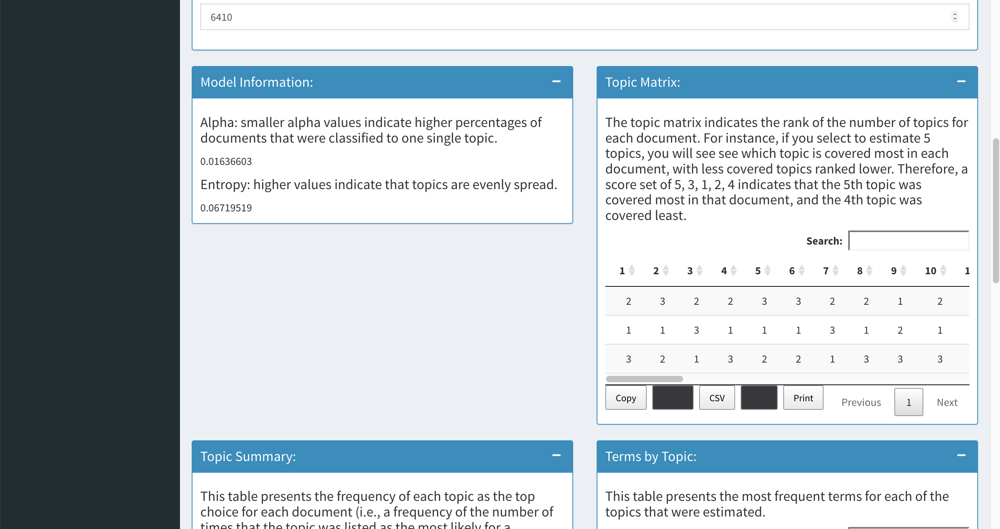 6410
Model Information:
Alpha: smaller alpha values indicate higher percentages of
documents that were classified to one single topic.
0.01636603
Entropy: higher values indicate that topics are evenly spread.
0.06719519
Topic Matrix:
The topic matrix indicates the rank of the number of topics for
each document. For instance, if you select to estimate 5
topics, you will see see which topic is covered most in each
document, with less covered topics ranked lower. Therefore, a
score set of 5, 3, 1, 2, 4 indicates that the 5th topic was
covered most in that document, and the 4th topic was
covered least.
Search:
1 2 3 4 5 6 7 8 9 10 1
2 3 2 2 3 3 2 2 1 2
1 1 3 1 1 1 3 1 2 1
3 2 1 3 2 2 1 3 3 3
Copy CSV Print Previous 1 Next
Topic Summary:
This table presents the frequency of each topic as the top
choice for each document (i.e., a frequency of the number of
times that the topic was listed as the most likely for a
Terms by Topic:
This table presents the most frequent terms for each of the
topics that were estimated.